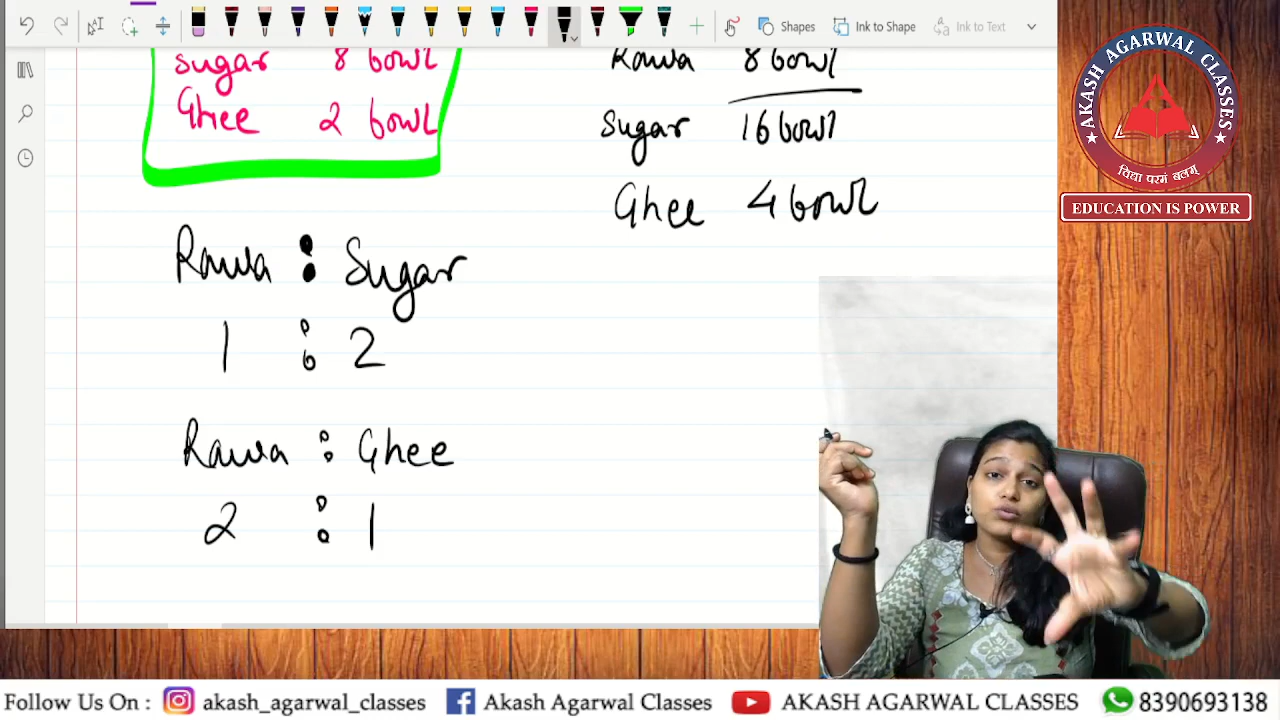 Shapes Ink to Shape Ink to Text
Sugar 8 bowl
Ghee 2 bowl
Rawa 8 bowl
Sugar 16 bowl
Ghee 4 bowl
Rawa : Sugar
1 : 2
Rawa : Ghee
2 : 1
AKASH AGARWAL CLASSES
विद्या परमं बलम्
EDUCATION IS POWER
Follow Us On : akash_agarwal_classes Akash Agarwal Classes AKASH AGARWAL CLASSES 8390693138